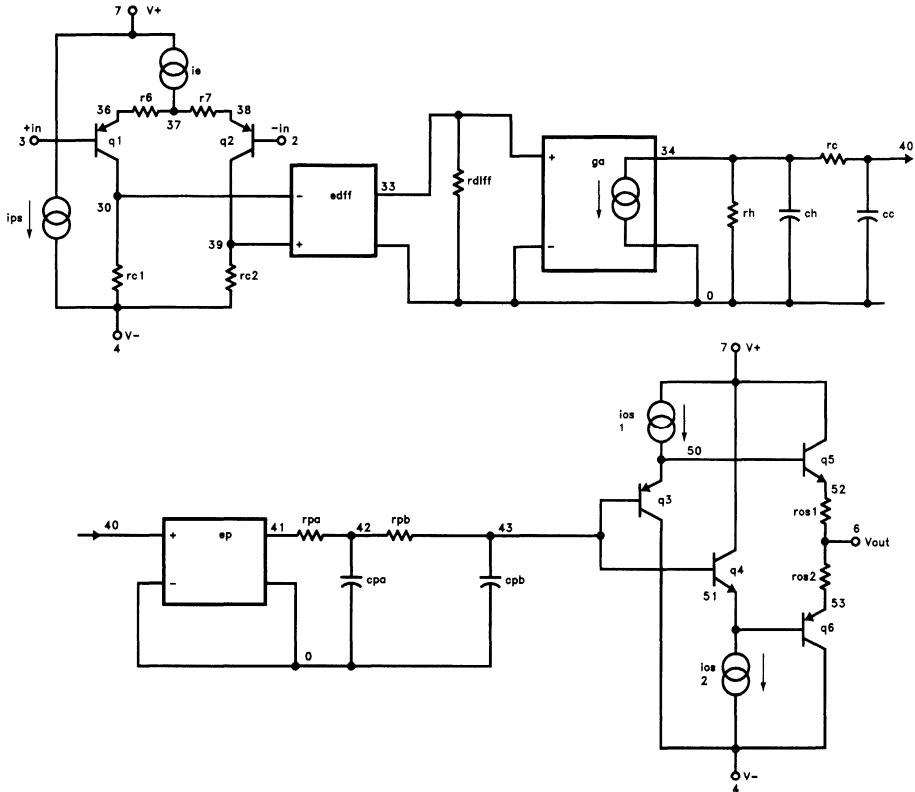 7 V+
ie
r6 r7
36 37 38
+in
3
q1 q2
-in
2
ips
30
39
rc1 rc2
V-
4
- edff
+
33
rdiff
+ ga
-
34
rc
40
rh ch cc
0
7 V+
ios
1
50
q5
q3
52
ros1
6
Vout
q4
51
ros2
53
q6
ios
2
V-
4
40
+ ep
-
41 rpa 42 rpb 43
cpa cpb
0